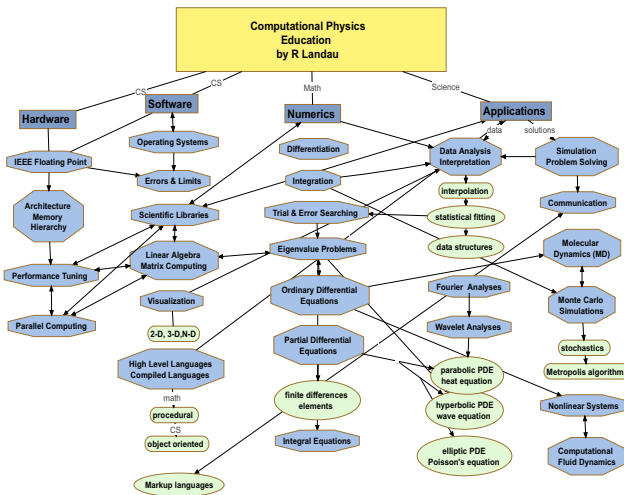 Computational Physics
Education
by R Landau
CS
CS
Math
Science
Hardware
Software
Numerics
Applications
data
solutions
IEEE Floating Point
Operating Systems
Differentiation
Data Analysis
Interpretation
Simulation
Problem Solving
Errors & Limits
Integration
interpolation
Architecture
Memory
Hierarchy
Scientific Libraries
Trial & Error Searching
statistical fitting
Communication
Linear Algebra
Matrix Computing
Eigenvalue Problems
data structures
Molecular
Dynamics (MD)
Performance Tuning
Visualization
Ordinary Differential
Equations
Fourier Analyses
Monte Carlo
Simulations
Parallel Computing
2-D, 3-D,N-D
Partial Differential
Equations
Wavelet Analyses
stochastics
High Level Languages
Compiled Languages
parabolic PDE
heat equation
Metropolis algorithm
math
procedural
finite differences
elements
hyperbolic PDE
wave equation
Nonlinear Systems
CS
object oriented
Integral Equations
elliptic PDE
Poisson's equation
Computational
Fluid Dynamics
Markup languages